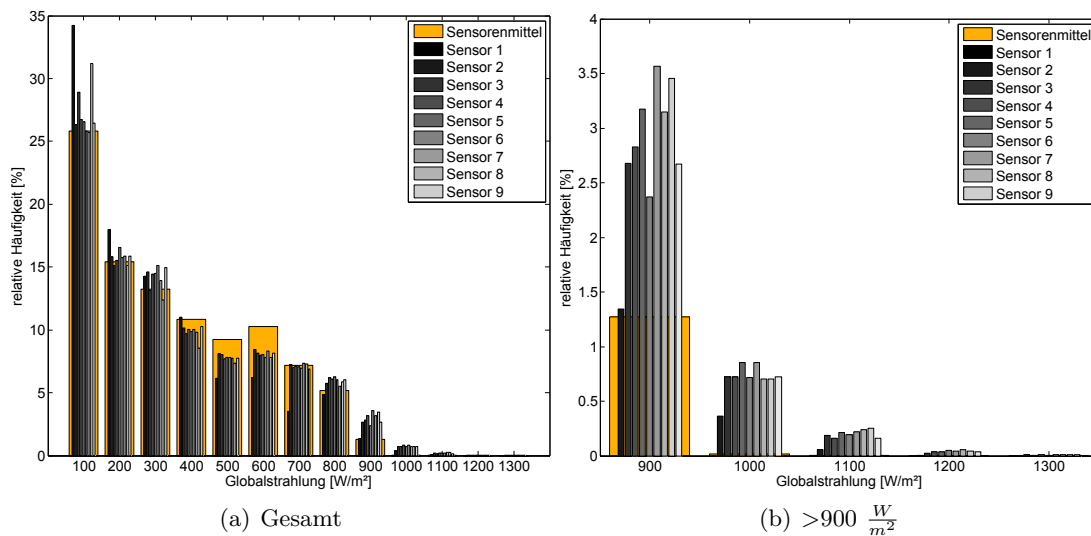 35
30
25
20
15
10
5
0
relative Häufigkeit [%]
100 200 300 400 500 600 700 800 900 1000 1100 1200 1300
Globalstrahlung [W/m²]
Sensorenmittel
Sensor 1
Sensor 2
Sensor 3
Sensor 4
Sensor 5
Sensor 6
Sensor 7
Sensor 8
Sensor 9
(a) Gesamt
4
3.5
3
2.5
2
1.5
1
0.5
0
relative Häufigkeit [%]
900 1000 1100 1200 1300
Globalstrahlung [W/m²]
Sensorenmittel
Sensor 1
Sensor 2
Sensor 3
Sensor 4
Sensor 5
Sensor 6
Sensor 7
Sensor 8
Sensor 9
(b) >900 W/m²